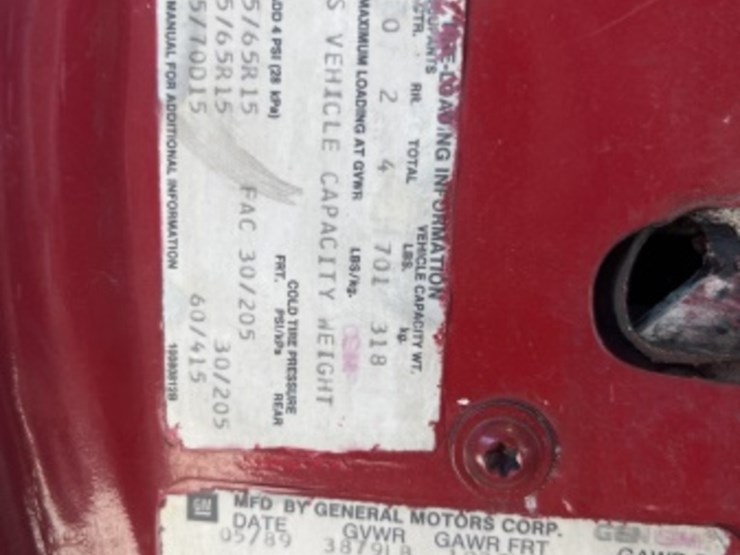 TIRE-LOADING INFORMATION
OCCUPANTS VEHICLE CAPACITY WT.
CTR. RR. TOTAL LBS. kg.
0 2 4 701 318
MAXIMUM LOADING AT GVWR LBS/kg.
S VEHICLE CAPACITY WEIGHT
COLD TIRE PRESSURE
ADD 4 PSI (28 kPa) FRT. PSI/kPa REAR
5/65R15 FAC 30/205
5/65R15 30/205
5/70D15 60/415
MANUAL FOR ADDITIONAL INFORMATION
GM MFD BY GENERAL MOTORS CORP.
DATE GVWR GAWR FRT
05/89 3879LB